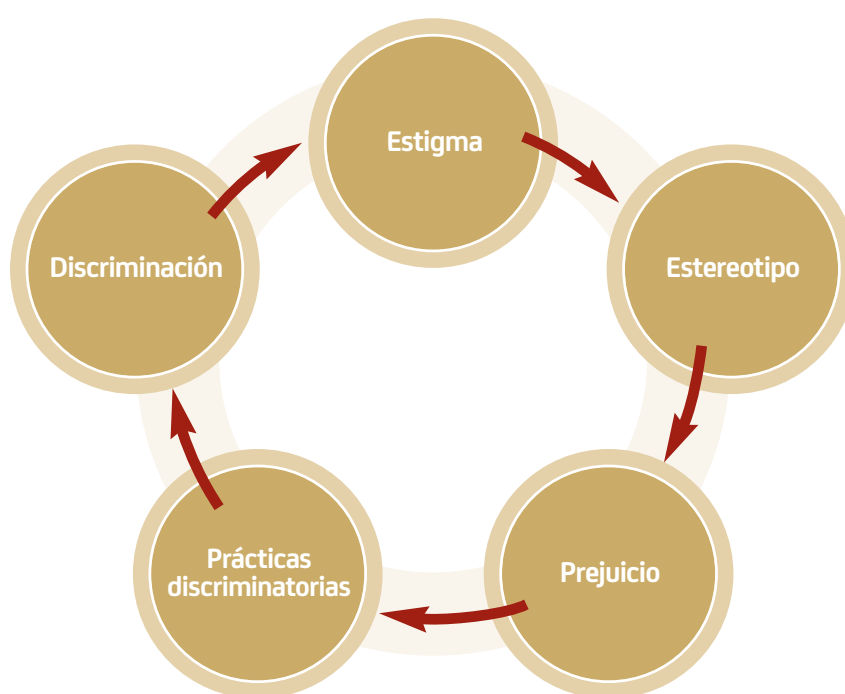 Estigma
Estereotipo
Prejuicio
Prácticas
discriminatorias
Discriminación